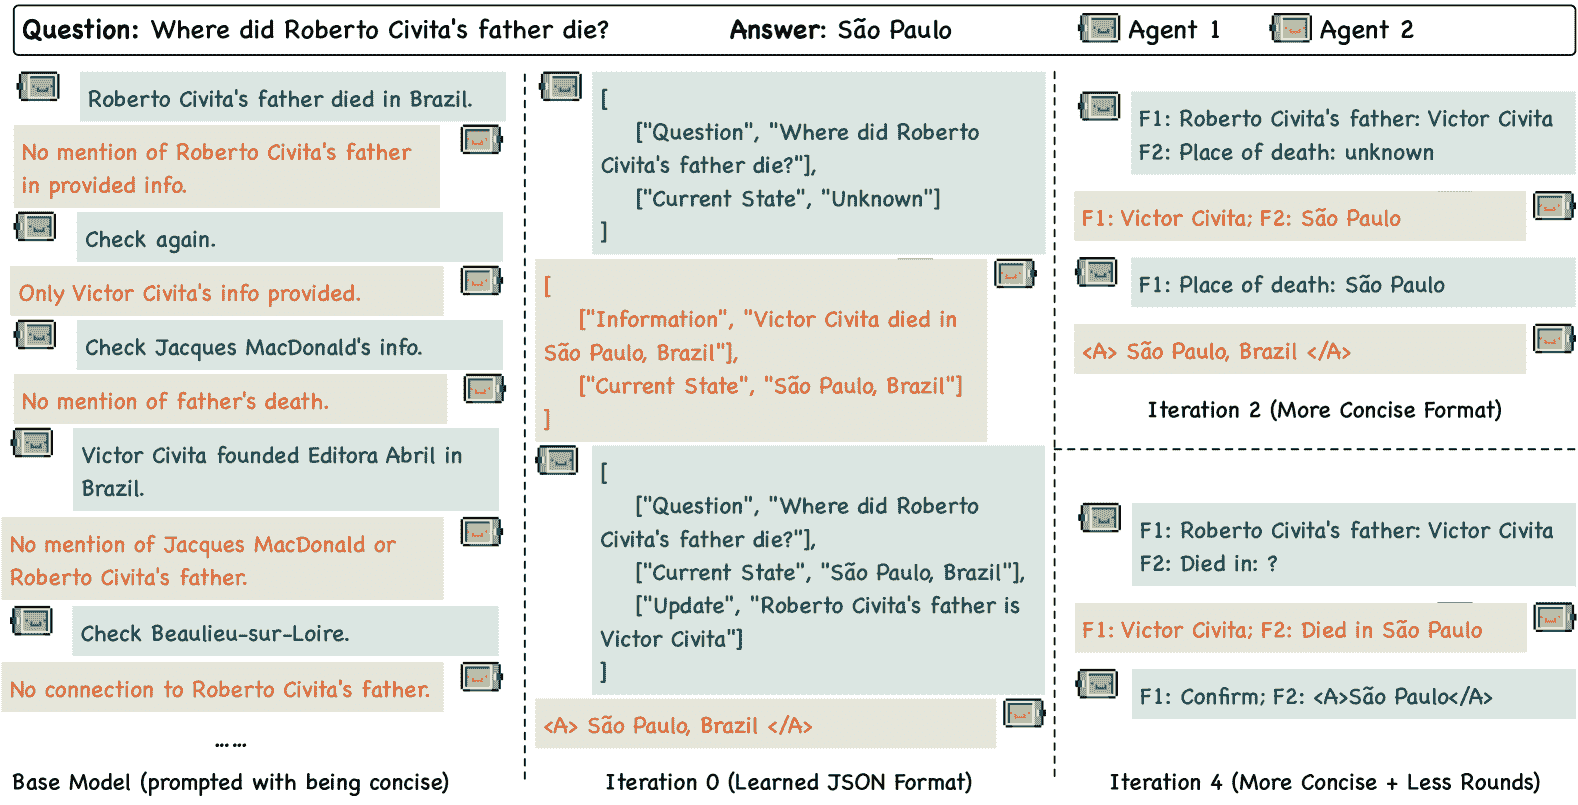 Question: Where did Roberto Civita's father die? Answer: São Paulo Agent 1 Agent 2
Roberto Civita's father died in Brazil.
No mention of Roberto Civita's father
in provided info.
Check again.
Only Victor Civita's info provided.
Check Jacques MacDonald's info.
No mention of father's death.
Victor Civita founded Editora Abril in
Brazil.
No mention of Jacques MacDonald or
Roberto Civita's father.
Check Beaulieu-sur-Loire.
No connection to Roberto Civita's father.
……
Base Model (prompted with being concise)
[
["Question", "Where did Roberto
Civita's father die?"],
["Current State", "Unknown"]
]
[
["Information", "Victor Civita died in
São Paulo, Brazil"],
["Current State", "São Paulo, Brazil"]
]
[
["Question", "Where did Roberto
Civita's father die?"],
["Current State", "São Paulo, Brazil"],
["Update", "Roberto Civita's father is
Victor Civita"]
]
<A> São Paulo, Brazil </A>
Iteration 0 (Learned JSON Format)
F1: Roberto Civita's father: Victor Civita
F2: Place of death: unknown
F1: Victor Civita; F2: São Paulo
F1: Place of death: São Paulo
<A> São Paulo, Brazil </A>
Iteration 2 (More Concise Format)
F1: Roberto Civita's father: Victor Civita
F2: Died in: ?
F1: Victor Civita; F2: Died in São Paulo
F1: Confirm; F2: <A>São Paulo</A>
Iteration 4 (More Concise + Less Rounds)